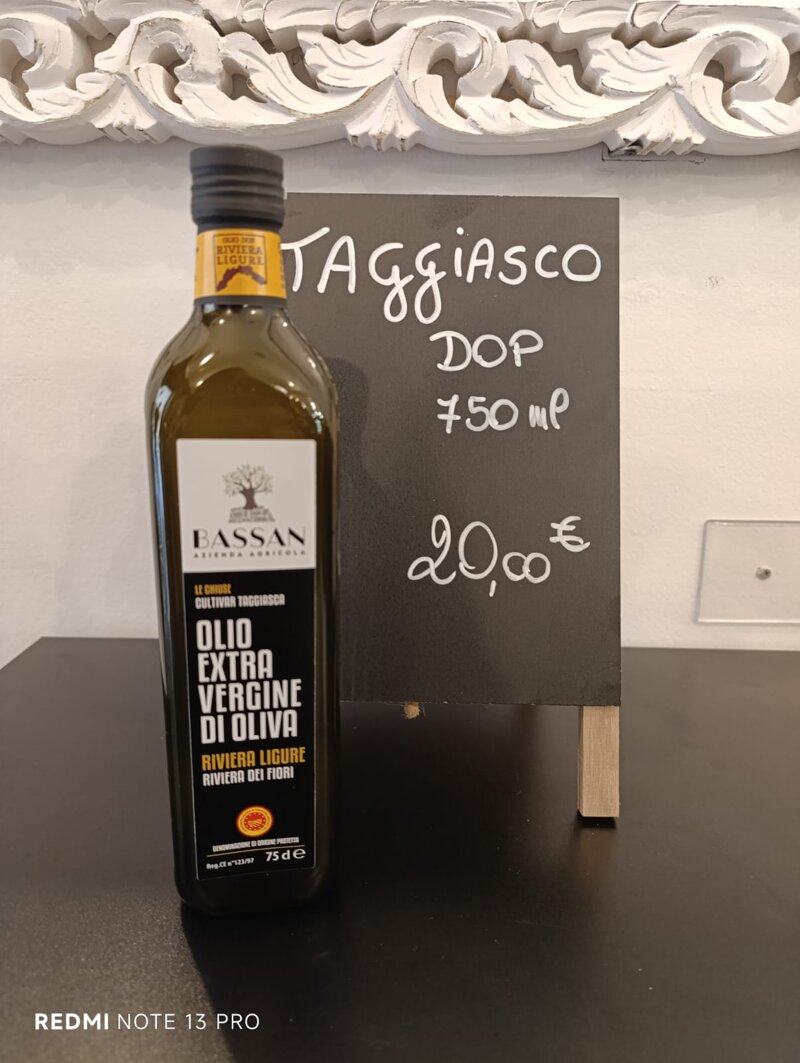 OLIO DOP
RIVIERA
LIGURE
TAGGIASCO
DOP
750 ml
20,00 €
BASSAN
AZIENDA AGRICOLA
LE CHIUSE
CULTIVAR TAGGIASCA
OLIO
EXTRA
VERGINE
DI OLIVA
RIVIERA LIGURE
RIVIERA DEI FIORI
DENOMINAZIONE DI ORIGINE PROTETTA
Reg.CE n°123/97 75 cl e
REDMI NOTE 13 PRO